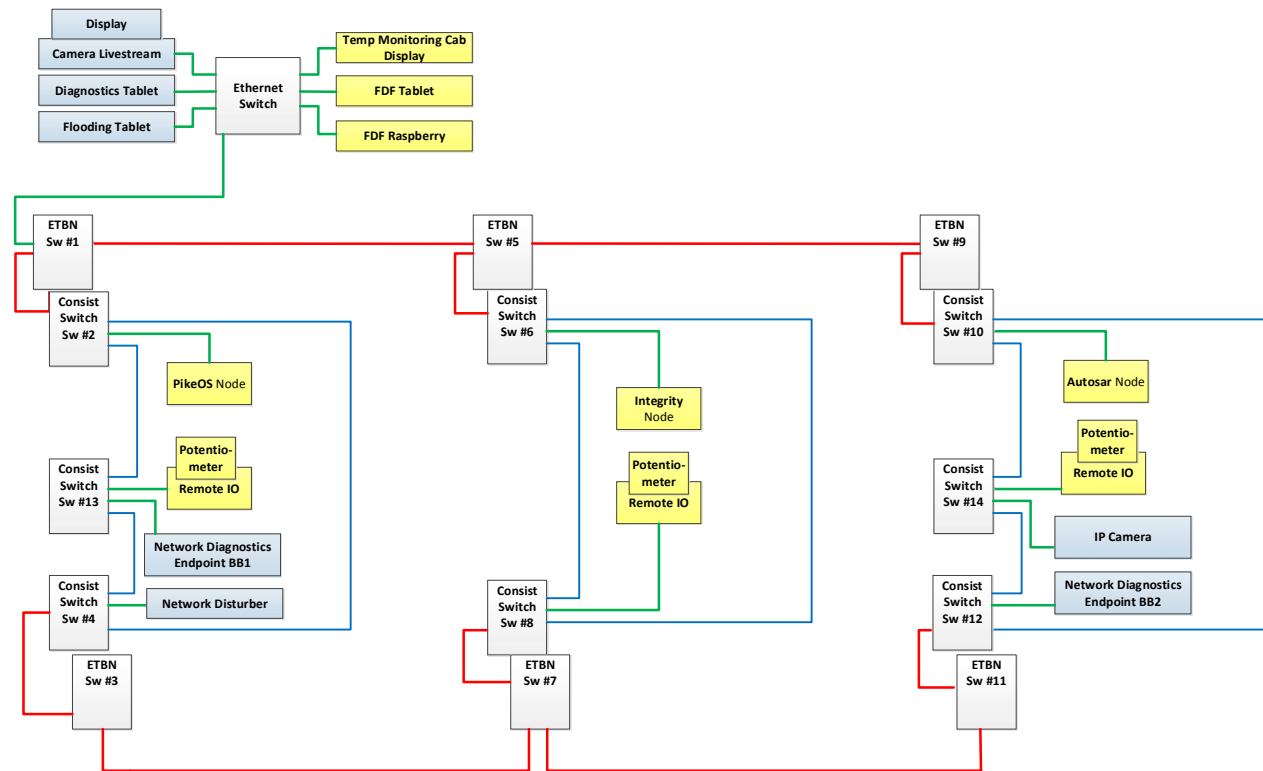 Display
Camera Livestream
Diagnostics Tablet
Flooding Tablet
Ethernet
Switch
Temp Monitoring Cab
Display
FDF Tablet
FDF Raspberry
ETBN
Sw #1
ETBN
Sw #5
ETBN
Sw #9
Consist
Switch
Sw #2
Consist
Switch
Sw #6
Consist
Switch
Sw #10
PikeOS Node
Integrity
Node
Autosar Node
Consist
Switch
Sw #13
Potentio-
meter
Remote IO
Potentio-
meter
Remote IO
Consist
Switch
Sw #14
Potentio-
meter
Remote IO
Network Diagnostics
Endpoint BB1
IP Camera
Consist
Switch
Sw #4
Network Disturber
Consist
Switch
Sw #8
Consist
Switch
Sw #12
Network Diagnostics
Endpoint BB2
ETBN
Sw #3
ETBN
Sw #7
ETBN
Sw #11